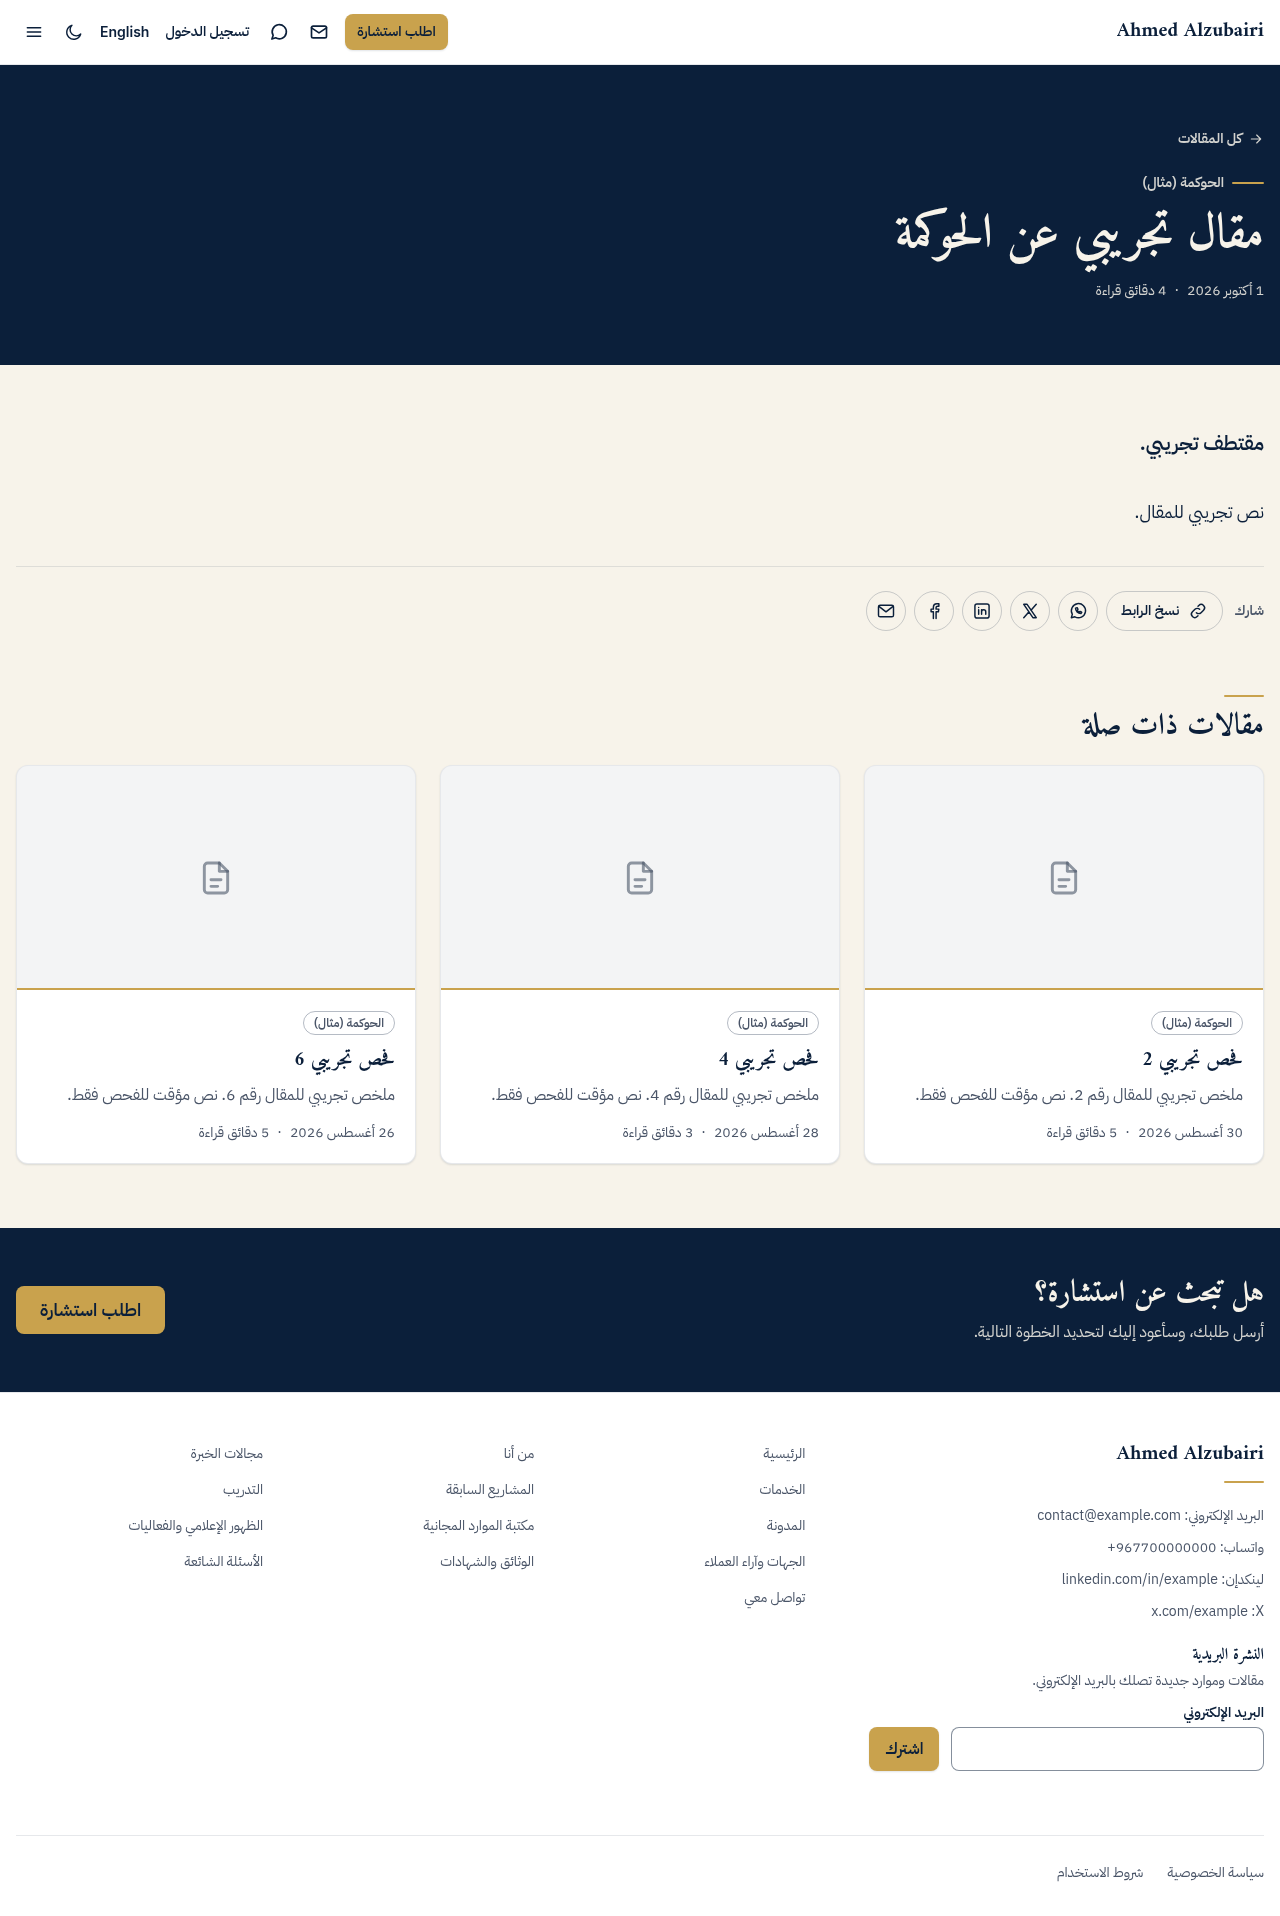 Ahmed Alzubairi
اطلب استشارة
تسجيل الدخول
English
كل المقالات
الحوكمة (مثال)
مقال تجريبي عن الحوكمة
1 أكتوبر 2026 · 4 دقائق قراءة
مقتطف تجريبي.
نص تجريبي للمقال.
شارك
نسخ الرابط
مقالات ذات صلة
الحوكمة (مثال)
فحص تجريبي 2
ملخص تجريبي للمقال رقم 2. نص مؤقت للفحص فقط.
30 أغسطس 2026 · 5 دقائق قراءة
الحوكمة (مثال)
فحص تجريبي 4
ملخص تجريبي للمقال رقم 4. نص مؤقت للفحص فقط.
28 أغسطس 2026 · 3 دقائق قراءة
الحوكمة (مثال)
فحص تجريبي 6
ملخص تجريبي للمقال رقم 6. نص مؤقت للفحص فقط.
26 أغسطس 2026 · 5 دقائق قراءة
هل تبحث عن استشارة؟
أرسل طلبك، وسأعود إليك لتحديد الخطوة التالية.
اطلب استشارة
Ahmed Alzubairi
البريد الإلكتروني: contact@example.com
واتساب: 967700000000+
لينكدإن: linkedin.com/in/example
X: x.com/example
النشرة البريدية
مقالات وموارد جديدة تصلك بالبريد الإلكتروني.
البريد الإلكتروني
اشترك
الرئيسية
الخدمات
المدونة
الجهات وآراء العملاء
تواصل معي
من أنا
المشاريع السابقة
مكتبة الموارد المجانية
الوثائق والشهادات
مجالات الخبرة
التدريب
الظهور الإعلامي والفعاليات
الأسئلة الشائعة
سياسة الخصوصية
شروط الاستخدام